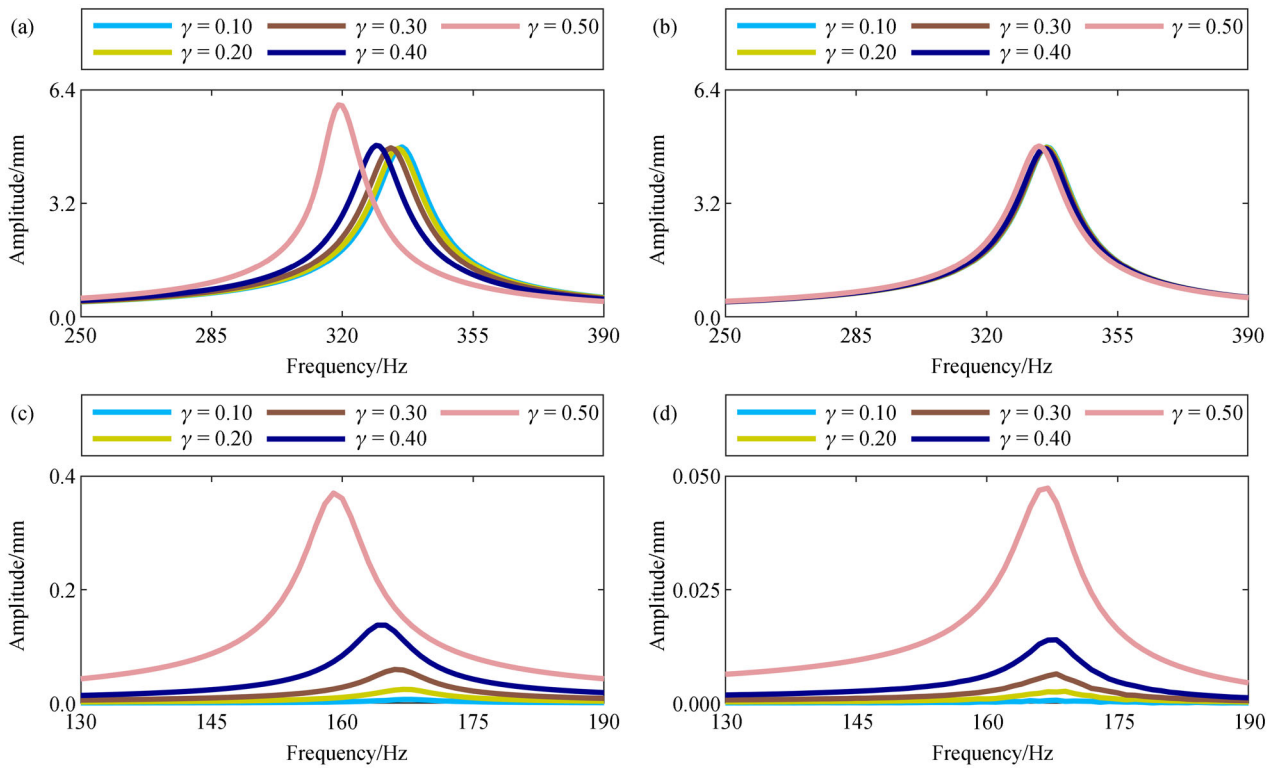 (a) γ = 0.10 γ = 0.30 γ = 0.50
γ = 0.20 γ = 0.40
6.4
3.2
0.0
Amplitude/mm
250 285 320 355 390
Frequency/Hz
(b) γ = 0.10 γ = 0.30 γ = 0.50
γ = 0.20 γ = 0.40
6.4
3.2
0.0
Amplitude/mm
250 285 320 355 390
Frequency/Hz
(c) γ = 0.10 γ = 0.30 γ = 0.50
γ = 0.20 γ = 0.40
0.4
0.2
0.0
Amplitude/mm
130 145 160 175 190
Frequency/Hz
(d) γ = 0.10 γ = 0.30 γ = 0.50
γ = 0.20 γ = 0.40
0.050
0.025
0.000
Amplitude/mm
130 145 160 175 190
Frequency/Hz